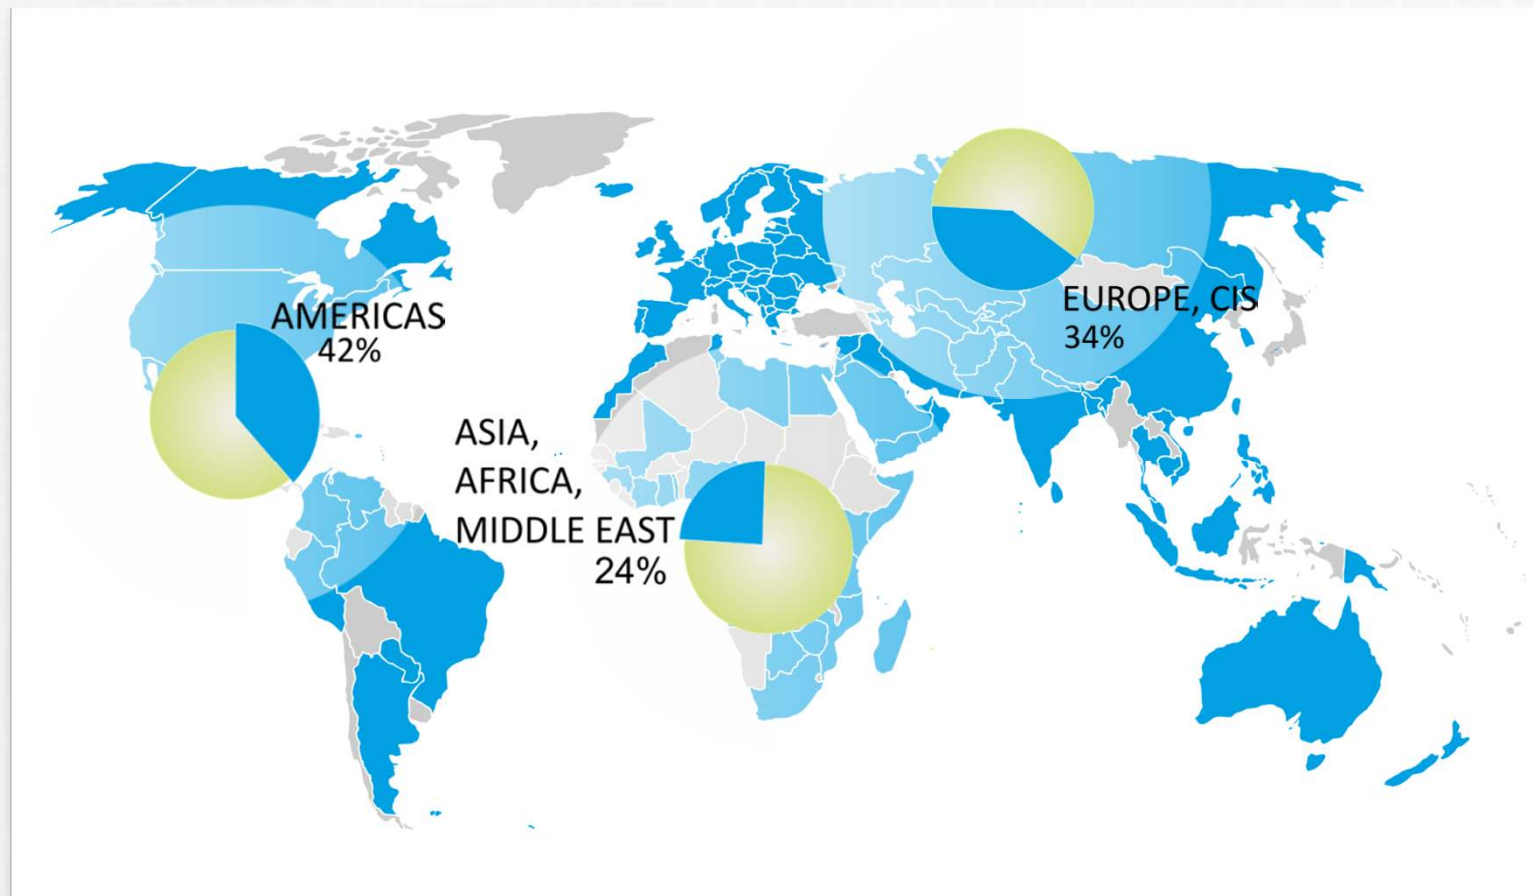 AMERICAS
42%
ASIA,
AFRICA,
MIDDLE EAST
24%
EUROPE, CIS
34%